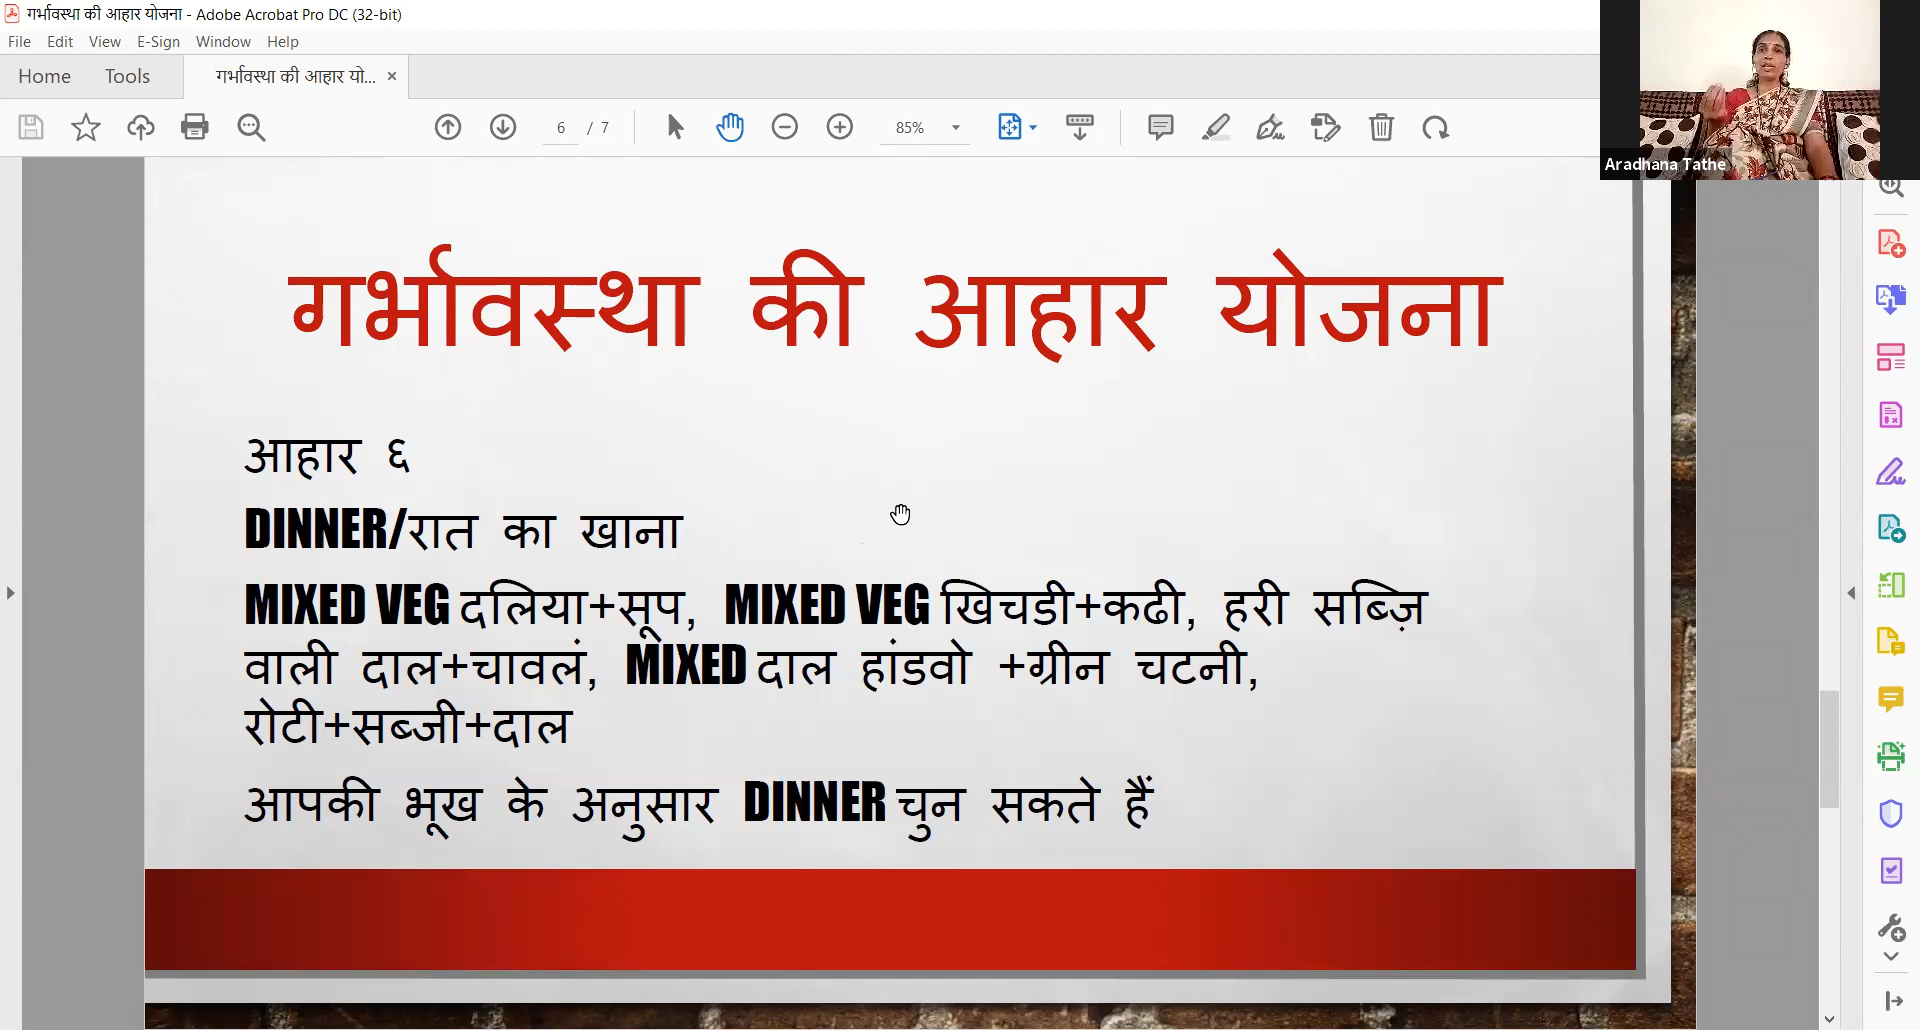 गर्भावस्था की आहार योजना - Adobe Acrobat Pro DC (32-bit)
File Edit View E-Sign Window Help
Home Tools गर्भावस्था की आहार यो... ×
6 / 7 85%
Aradhana Tathe
गर्भावस्था की आहार योजना
आहार ६
DINNER/रात का खाना
MIXED VEG दलिया+सूप, MIXED VEG खिचडी+कढी, हरी सब्ज़ि
वाली दाल+चावलं, MIXED दाल हांडवो +ग्रीन चटनी,
रोटी+सब्जी+दाल
आपकी भूख के अनुसार DINNER चुन सकते हैं